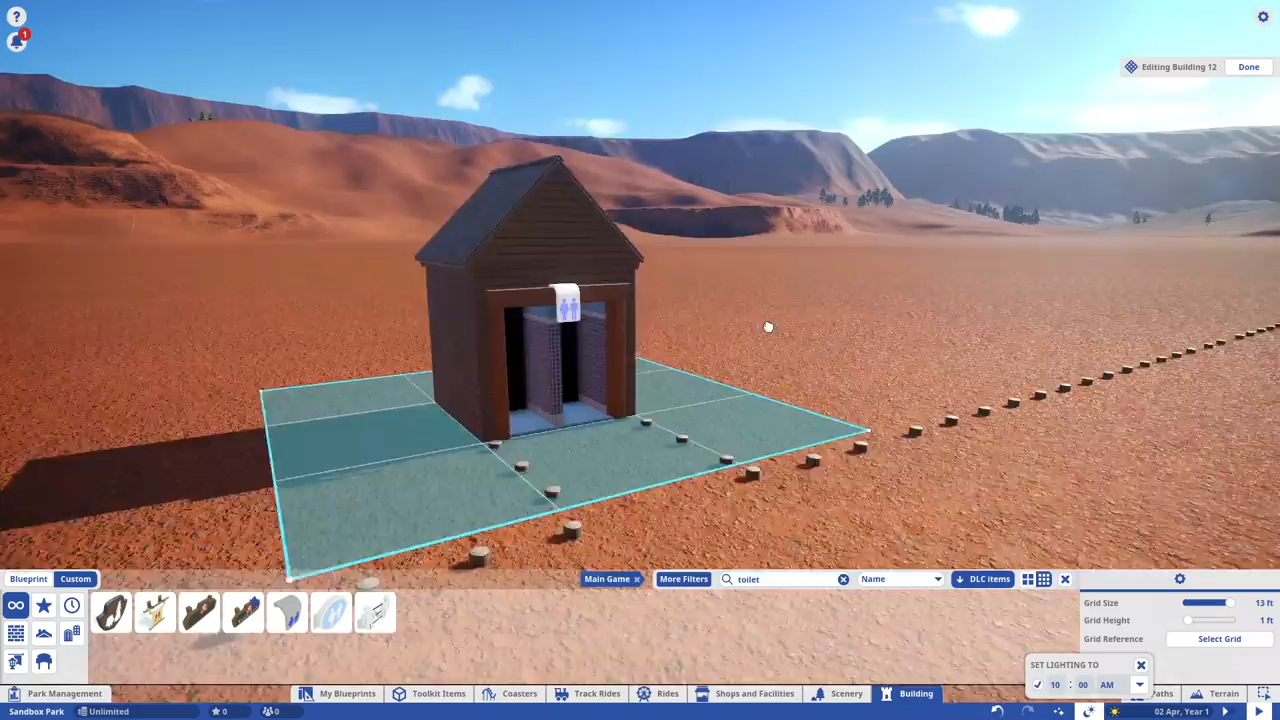 ?
1
Editing Building 12
Done
Blueprint
Custom
Main Game
More Filters
toilet
Name
DLC items
Grid Size
13 ft
Grid Height
1 ft
Grid Reference
Select Grid
SET LIGHTING TO
10 : 00 AM
Park Management
My Blueprints
Toolkit Items
Coasters
Track Rides
Rides
Shops and Facilities
Scenery
Building
Paths
Terrain
Sandbox Park
Unlimited
0
0
02 Apr, Year 1